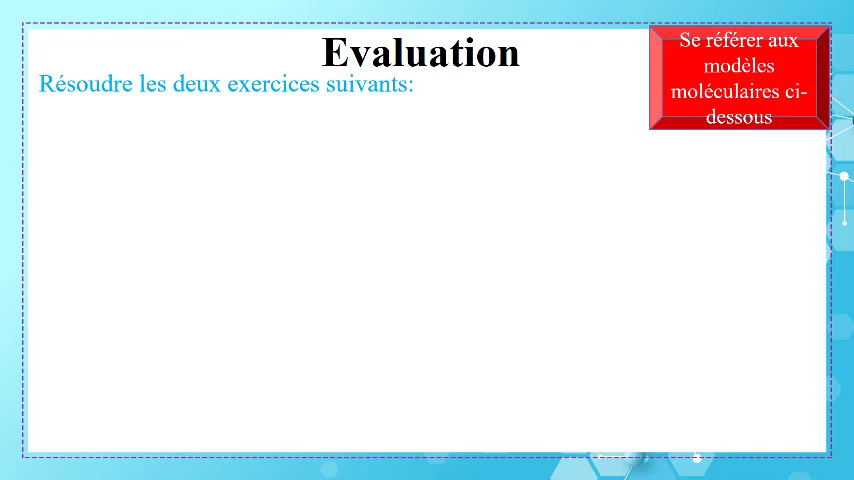 Evaluation
Résoudre les deux exercices suivants:
Se référer aux
modèles
moléculaires ci-
dessous